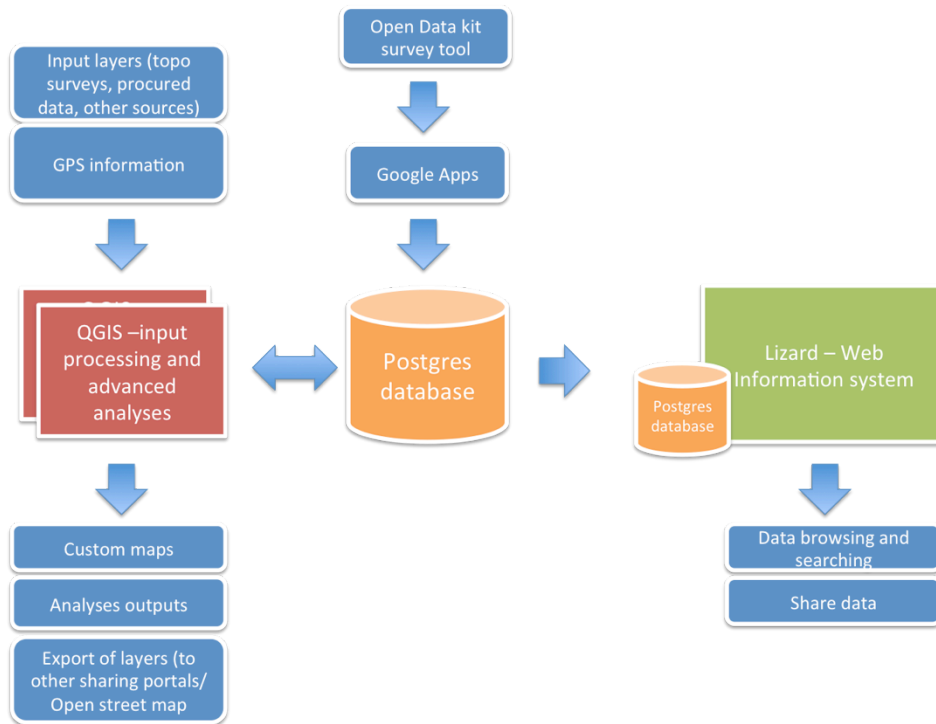 Open Data kit
survey tool
Input layers (topo
surveys, procured
data, other sources)
GPS information
Google Apps
QGIS –input
processing and
advanced
analyses
Postgres
database
Lizard – Web
Information system
Postgres
database
Custom maps
Analyses outputs
Export of layers (to
other sharing portals/
Open street map
Data browsing and
searching
Share data